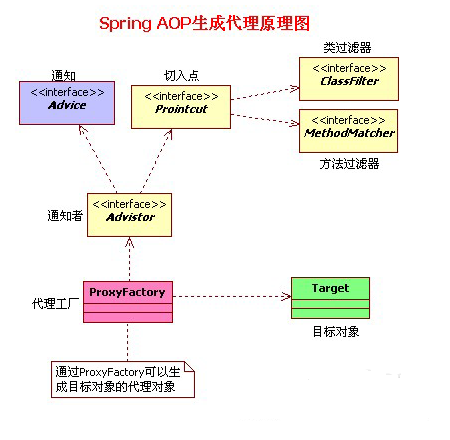 Spring AOP生成代理原理图
类过滤器
通知
切入点
<<interface>>
ClassFilter
<<interface>>
Advice
<<interface>>
Prointcut
<<interface>>
MethodMatcher
方法过滤器
通知者
<<interface>>
Advistor
代理工厂
ProxyFactory
Target
目标对象
通过ProxyFactory可以生
成目标对象的代理对象